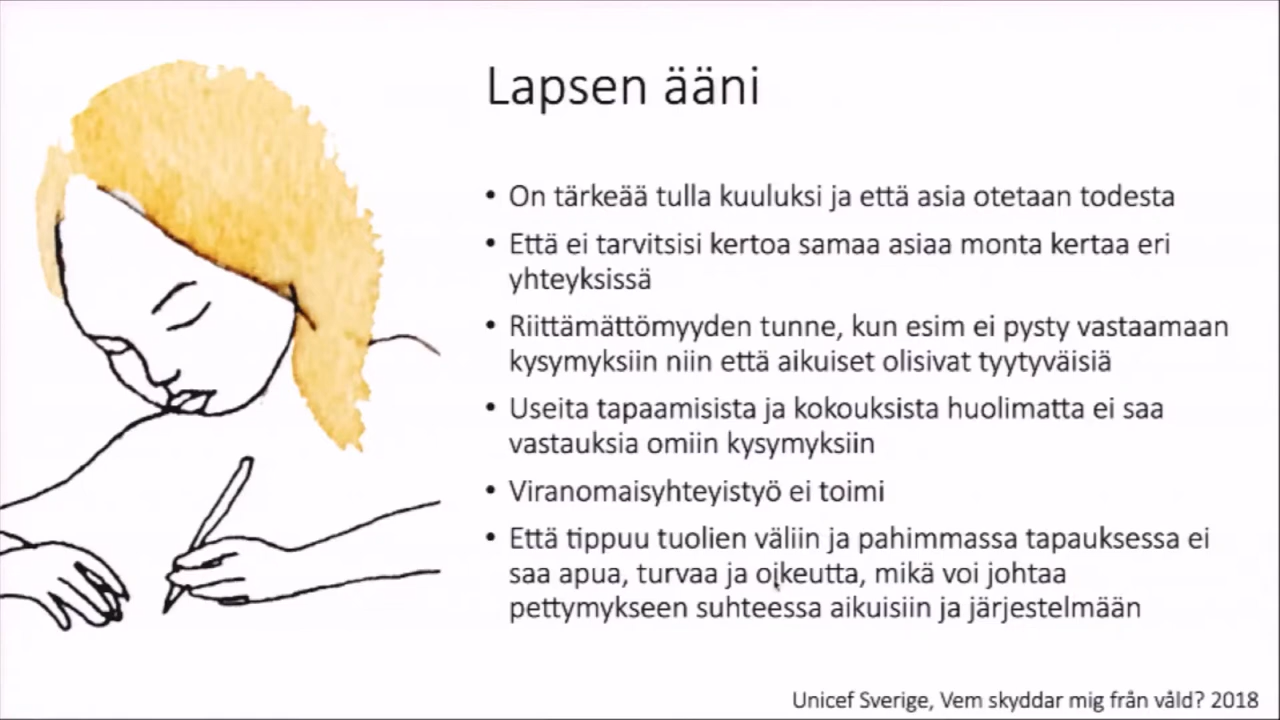 Lapsen ääni
• On tärkeää tulla kuuluksi ja että asia otetaan todesta
• Että ei tarvitsisi kertoa samaa asiaa monta kertaa eri
yhteyksissä
• Riittämättömyyden tunne, kun esim ei pysty vastaamaan
kysymyksiin niin että aikuiset olisivat tyytyväisiä
• Useita tapaamisista ja kokouksista huolimatta ei saa
vastauksia omiin kysymyksiin
• Viranomaisyhteyistyö ei toimi
• Että tippuu tuolien väliin ja pahimmassa tapauksessa ei
saa apua, turvaa ja oikeutta, mikä voi johtaa
pettymykseen suhteessa aikuisiin ja järjestelmään
Unicef Sverige, Vem skyddar mig från våld? 2018